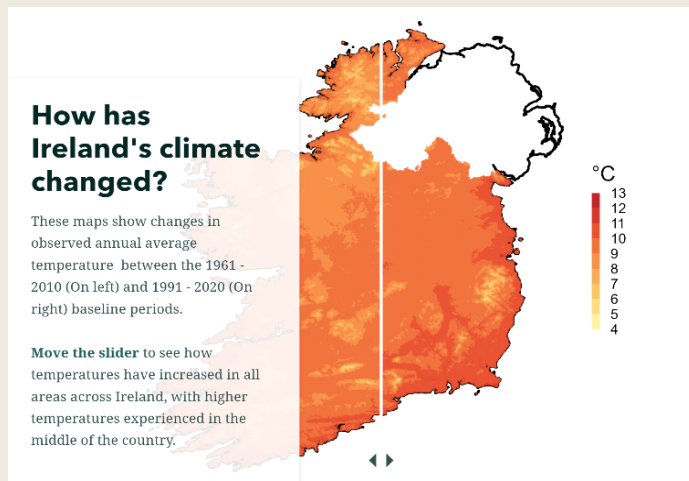 How has
Ireland's climate
changed?
These maps show changes in
observed annual average
temperature  between the 1961 -
2010 (On left) and 1991 - 2020 (On
right) baseline periods.
Move the slider to see how
temperatures have increased in all
areas across Ireland, with higher
temperatures experienced in the
middle of the country.
°C
13
12
11
10
9
8
7
6
5
4